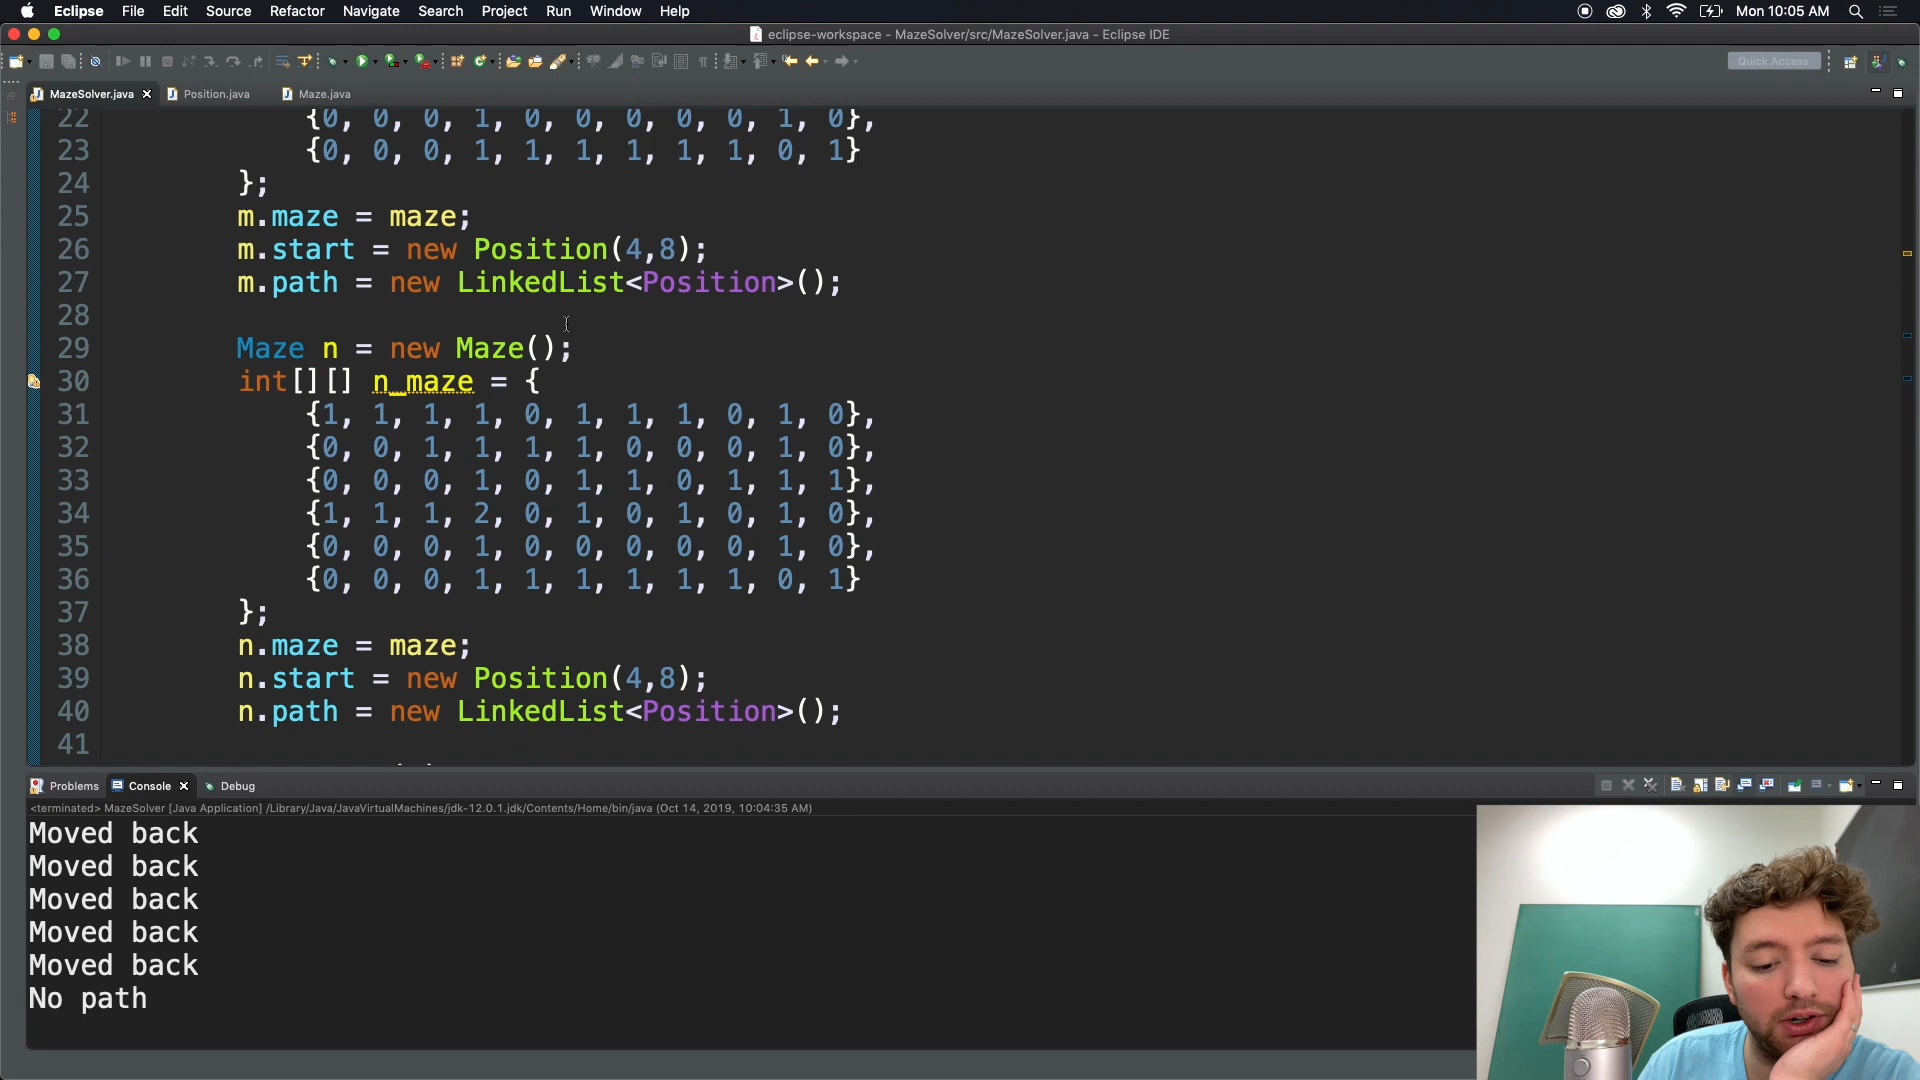 Eclipse File Edit Source Refactor Navigate Search Project Run Window Help Mon 10:05 AM
eclipse-workspace - MazeSolver/src/MazeSolver.java - Eclipse IDE
Quick Access
MazeSolver.java Position.java Maze.java
22 {0, 0, 0, 1, 0, 0, 0, 0, 0, 1, 0},
23 {0, 0, 0, 1, 1, 1, 1, 1, 1, 0, 1}
24 };
25 m.maze = maze;
26 m.start = new Position(4,8);
27 m.path = new LinkedList<Position>();
28
29 Maze n = new Maze();
30 int[][] n_maze = {
31 {1, 1, 1, 1, 0, 1, 1, 1, 0, 1, 0},
32 {0, 0, 1, 1, 1, 1, 0, 0, 0, 1, 0},
33 {0, 0, 0, 1, 0, 1, 1, 0, 1, 1, 1},
34 {1, 1, 1, 2, 0, 1, 0, 1, 0, 1, 0},
35 {0, 0, 0, 1, 0, 0, 0, 0, 0, 1, 0},
36 {0, 0, 0, 1, 1, 1, 1, 1, 1, 0, 1}
37 };
38 n.maze = maze;
39 n.start = new Position(4,8);
40 n.path = new LinkedList<Position>();
41
Problems Console Debug
<terminated> MazeSolver [Java Application] /Library/Java/JavaVirtualMachines/jdk-12.0.1.jdk/Contents/Home/bin/java (Oct 14, 2019, 10:04:35 AM)
Moved back
Moved back
Moved back
Moved back
Moved back
No path